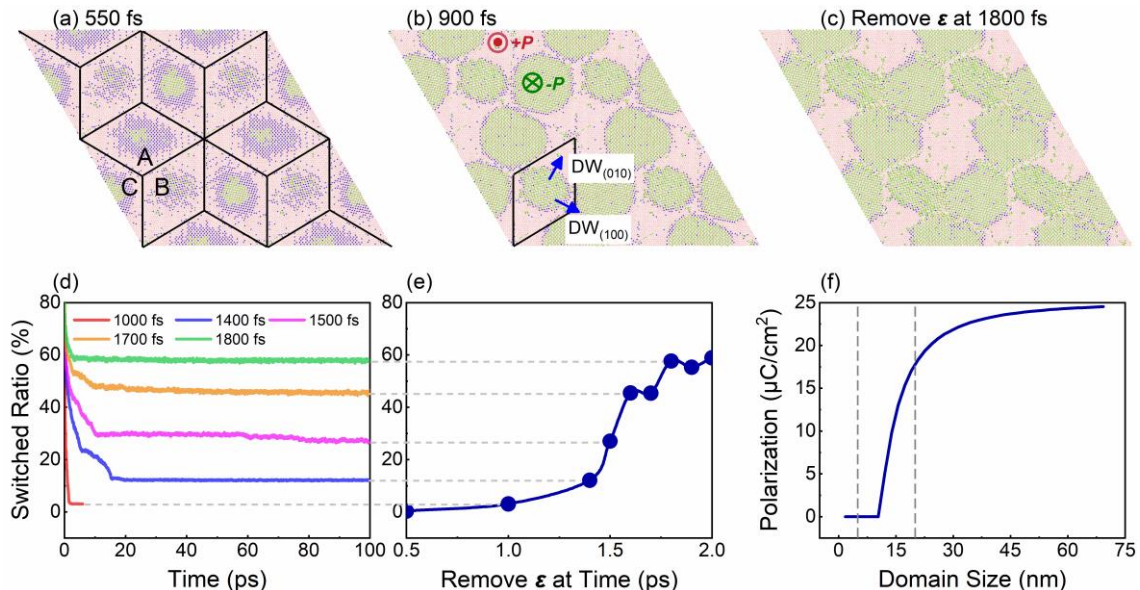 (a) 550 fs
(b) 900 fs
(c) Remove ε at 1800 fs
+P
-P
A
C B
DW(010)
DW(100)
(d)
(e)
(f)
Switched Ratio (%)
80
60
40
20
0
1000 fs 1400 fs 1500 fs
1700 fs 1800 fs
0 20 40 60 80 100
Time (ps)
80
60
40
20
0
0.5 1.0 1.5 2.0
Remove ε at Time (ps)
Polarization (μC/cm²)
25
20
15
10
5
0
0 15 30 45 60 75
Domain Size (nm)